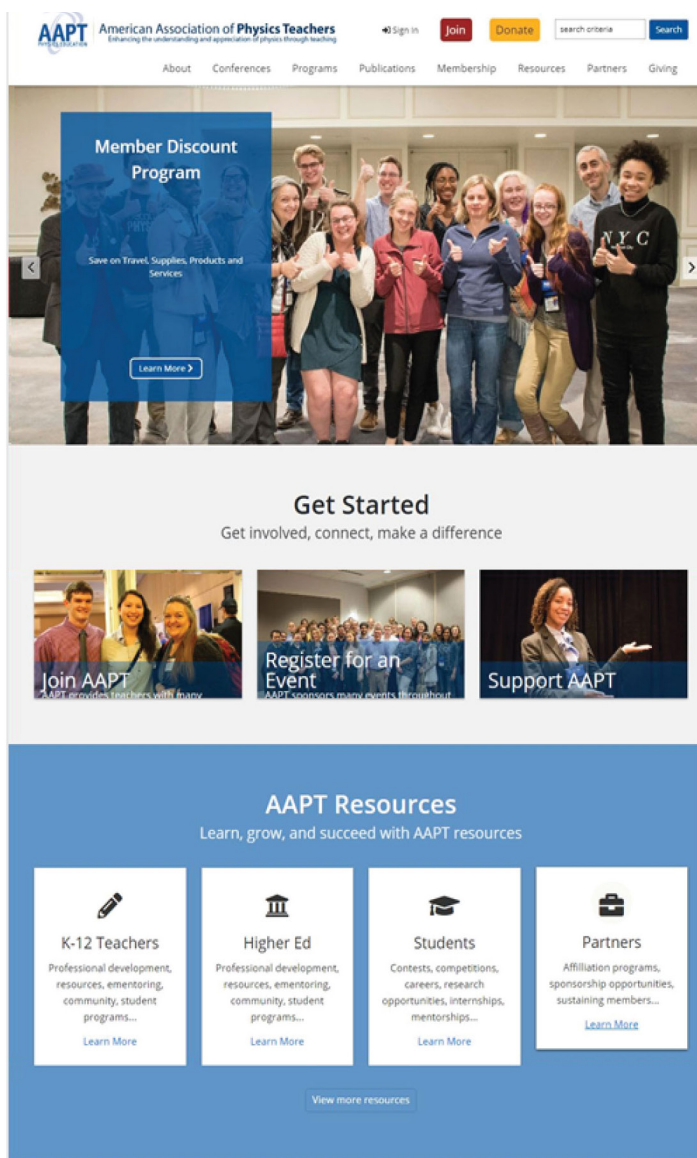 AAPT
PHYSICS EDUCATION
American Association of Physics Teachers
Enhancing the understanding and appreciation of physics through teaching
Sign In
Join
Donate
search criteria
Search
About Conferences Programs Publications Membership Resources Partners Giving
Member Discount
Program
Save on Travel, Supplies, Products and
Services
Learn More
N Y C
Get Started
Get involved, connect, make a difference
Join AAPT
AAPT provides teachers with many
Register for an
Event
AAPT sponsors many events throughout
Support AAPT
AAPT Resources
Learn, grow, and succeed with AAPT resources
K-12 Teachers
Professional development,
resources, ementoring,
community, student
programs...
Learn More
Higher Ed
Professional development,
resources, ementoring,
community, student
programs...
Learn More
Students
Contests, competitions,
careers, research
opportunities, internships,
mentorships...
Learn More
Partners
Affilliation programs,
sponsorship opportunities,
sustaining members...
Learn More
View more resources